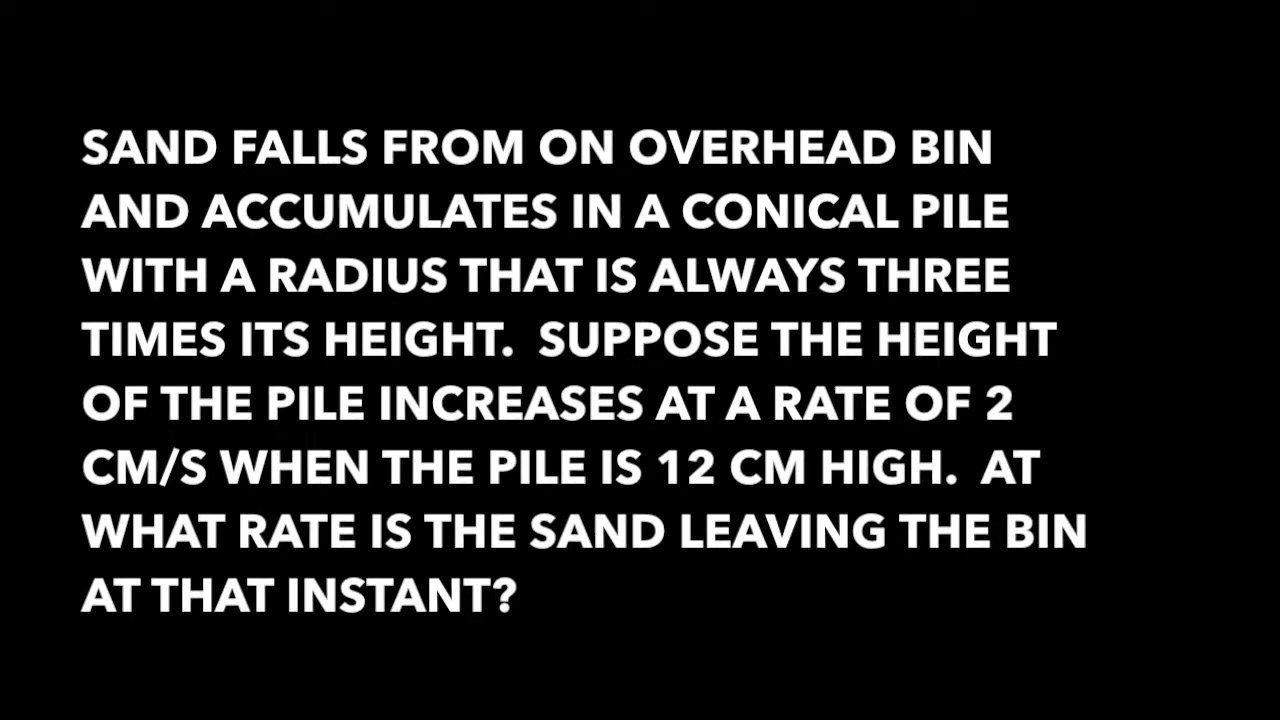 SAND FALLS FROM ON OVERHEAD BIN
AND ACCUMULATES IN A CONICAL PILE
WITH A RADIUS THAT IS ALWAYS THREE
TIMES ITS HEIGHT.  SUPPOSE THE HEIGHT
OF THE PILE INCREASES AT A RATE OF 2
CM/S WHEN THE PILE IS 12 CM HIGH.  AT
WHAT RATE IS THE SAND LEAVING THE BIN
AT THAT INSTANT?